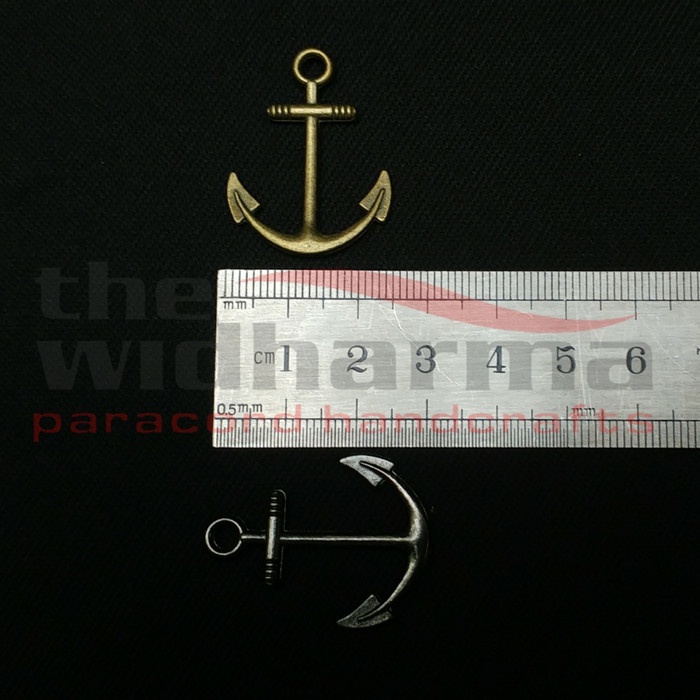 the
mm
cm 1 2 3 4 5 6
widharma
0.5mm mm
paracord handcrafts